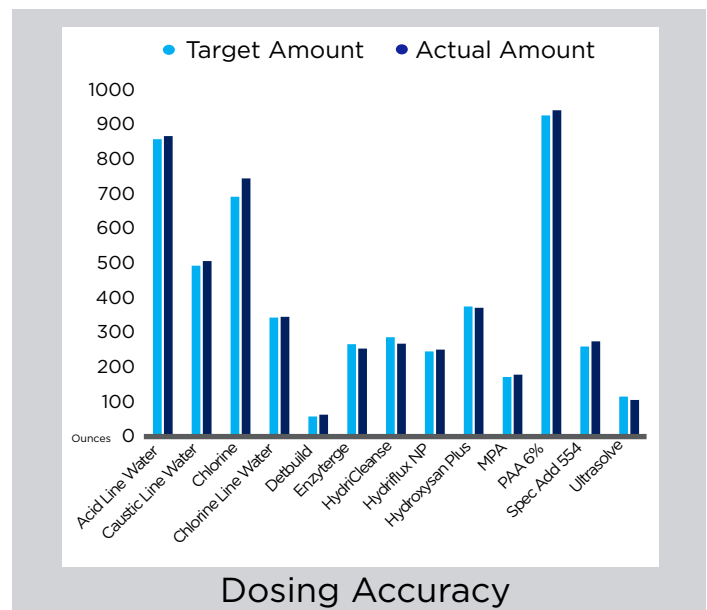 Target Amount Actual Amount
1000
900
800
700
600
500
400
300
200
100
Ounces 0
Acid Line Water
Caustic Line Water
Chlorine
Chlorine Line Water
Detbuild
Enzyterge
HydriCleanse
Hydriflux NP
Hydroxysan Plus
MPA
PAA 6%
Spec Add 554
Ultrasolve
Dosing Accuracy